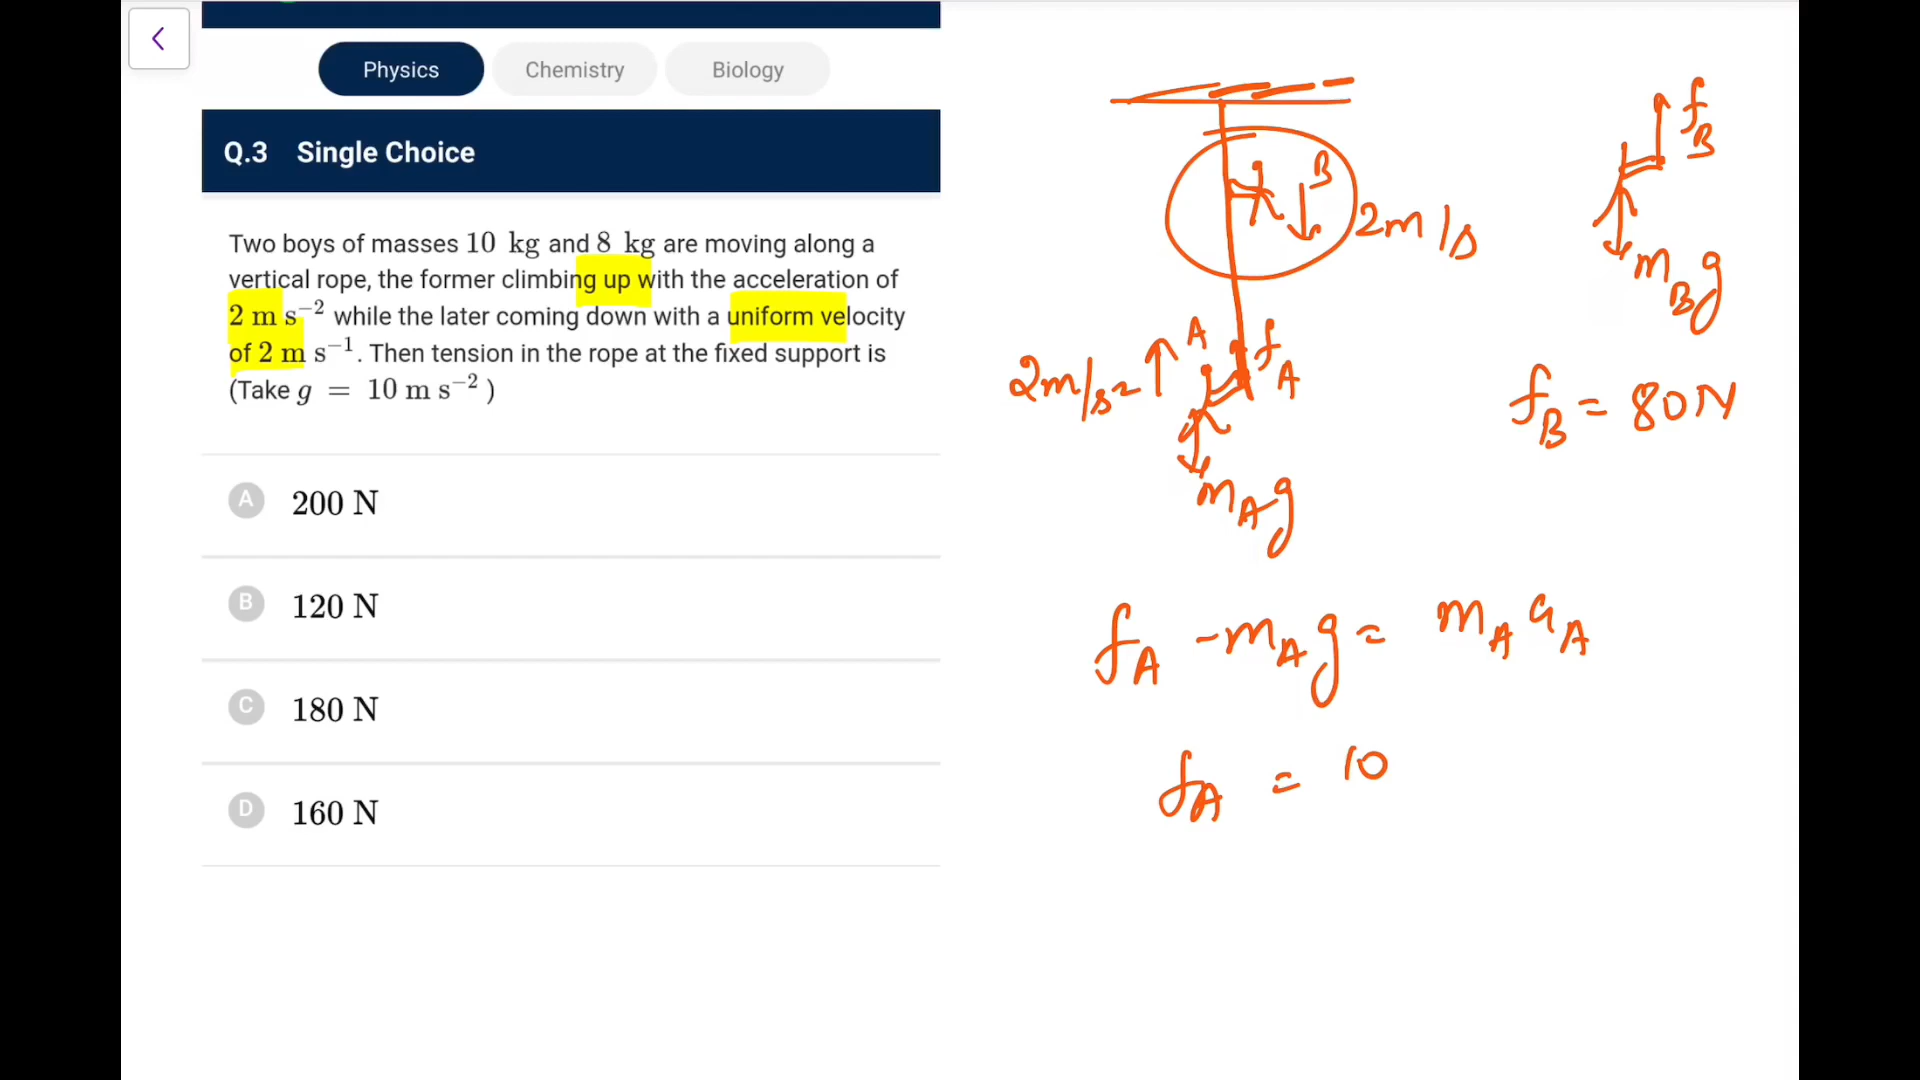 Physics Chemistry Biology
Q.3 Single Choice
Two boys of masses 10 kg and 8 kg are moving along a
vertical rope, the former climbing up with the acceleration of
2 m s⁻² while the later coming down with a uniform velocity
of 2 m s⁻¹. Then tension in the rope at the fixed support is
(Take g = 10 m s⁻² )
A 200 N
B 120 N
C 180 N
D 160 N
B
2m/s
A
2m/s²
f_A
m_A g
f_B
m_B g
f_B = 80N
f_A - m_A g = m_A a_A
f_A = 10